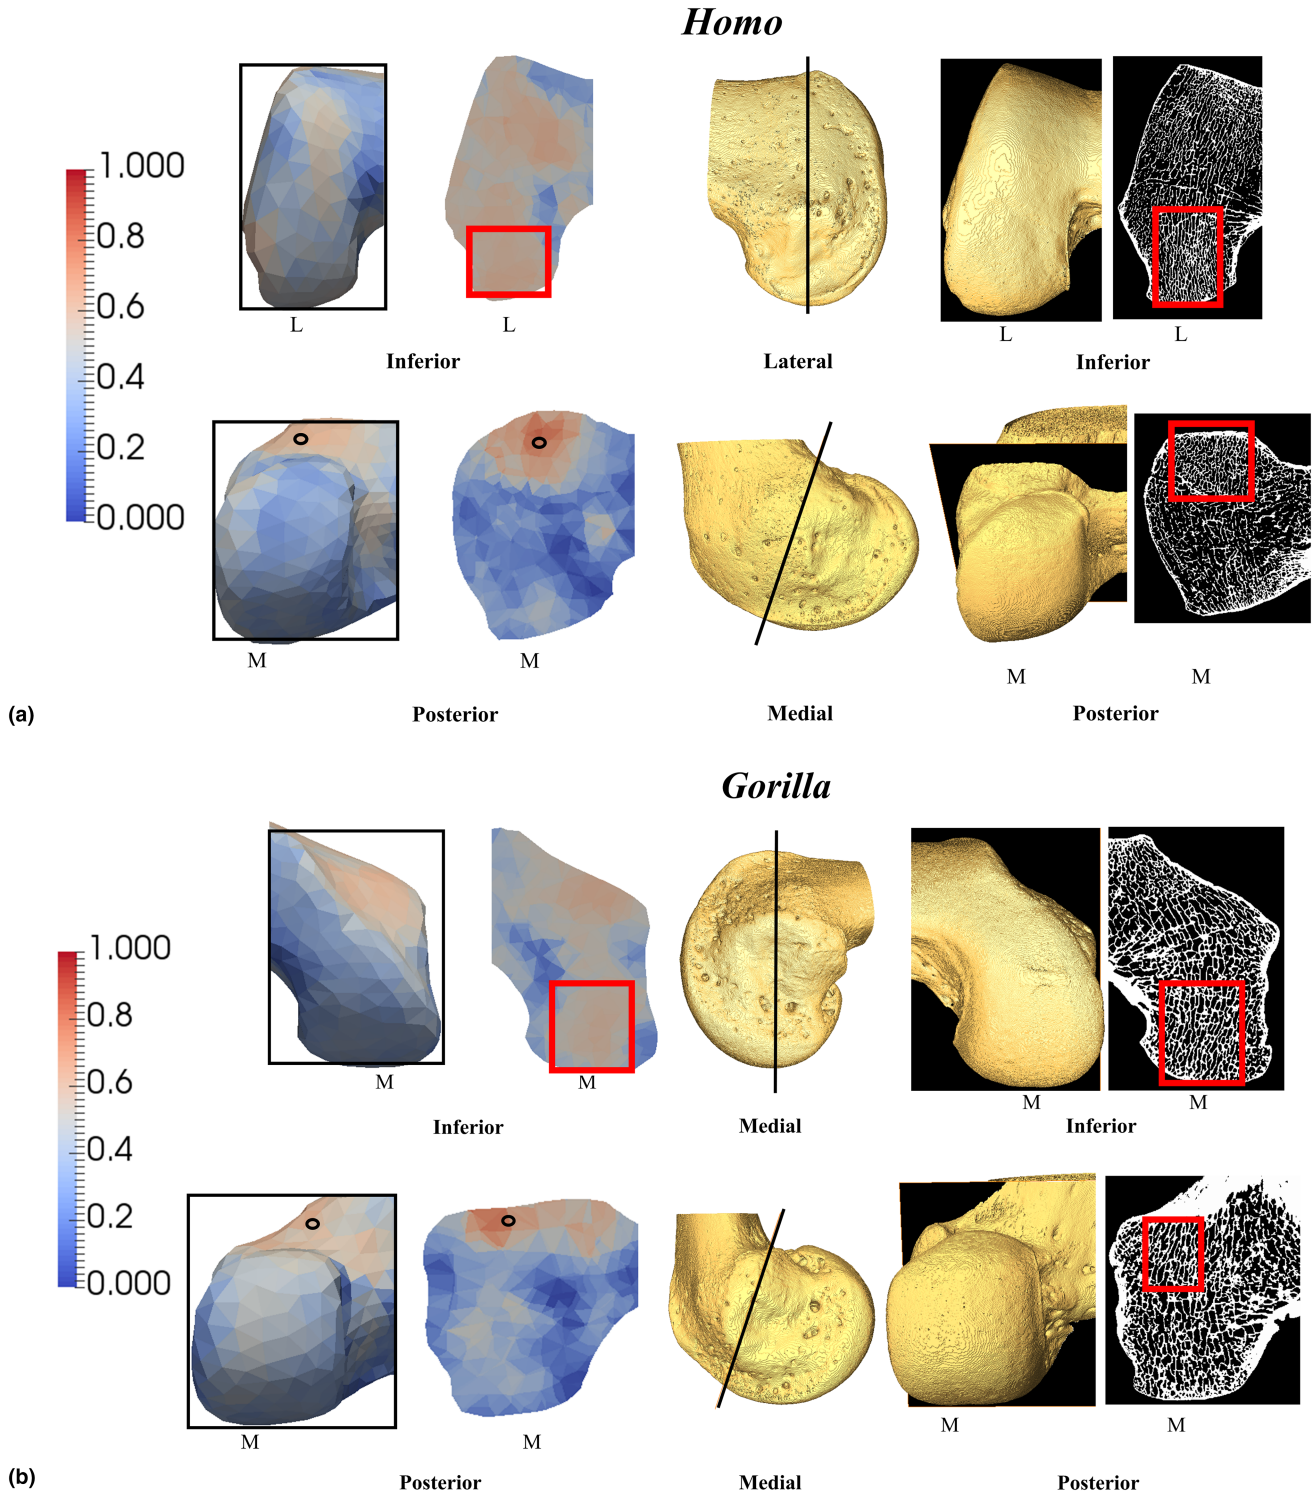 Homo
1.000
0.8
0.6
0.4
0.2
0.000
L
L
L
L
Inferior
Lateral
Inferior
M
M
M
M
(a)
Posterior
Medial
Posterior
Gorilla
1.000
0.8
0.6
0.4
0.2
0.000
M
M
M
M
Inferior
Medial
Inferior
M
M
M
M
(b)
Posterior
Medial
Posterior